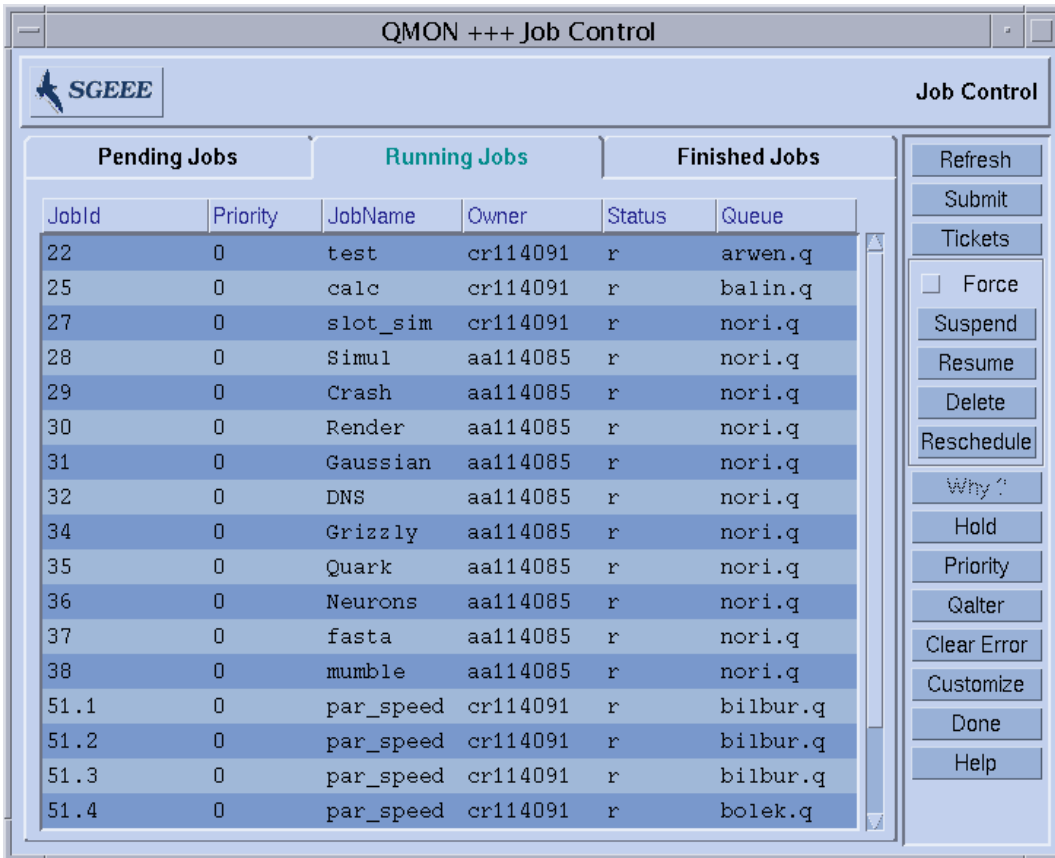 QMON +++ Job Control
SGEEE
Job Control
Pending Jobs Running Jobs Finished Jobs
JobId Priority JobName Owner Status Queue
22 0 test cr114091 r arwen.q
25 0 calc cr114091 r balin.q
27 0 slot_sim cr114091 r nori.q
28 0 Simul aa114085 r nori.q
29 0 Crash aa114085 r nori.q
30 0 Render aa114085 r nori.q
31 0 Gaussian aa114085 r nori.q
32 0 DNS aa114085 r nori.q
34 0 Grizzly aa114085 r nori.q
35 0 Quark aa114085 r nori.q
36 0 Neurons aa114085 r nori.q
37 0 fasta aa114085 r nori.q
38 0 mumble aa114085 r nori.q
51.1 0 par_speed cr114091 r bilbur.q
51.2 0 par_speed cr114091 r bilbur.q
51.3 0 par_speed cr114091 r bilbur.q
51.4 0 par_speed cr114091 r bolek.q
Refresh
Submit
Tickets
Force
Suspend
Resume
Delete
Reschedule
Why ?
Hold
Priority
Qalter
Clear Error
Customize
Done
Help